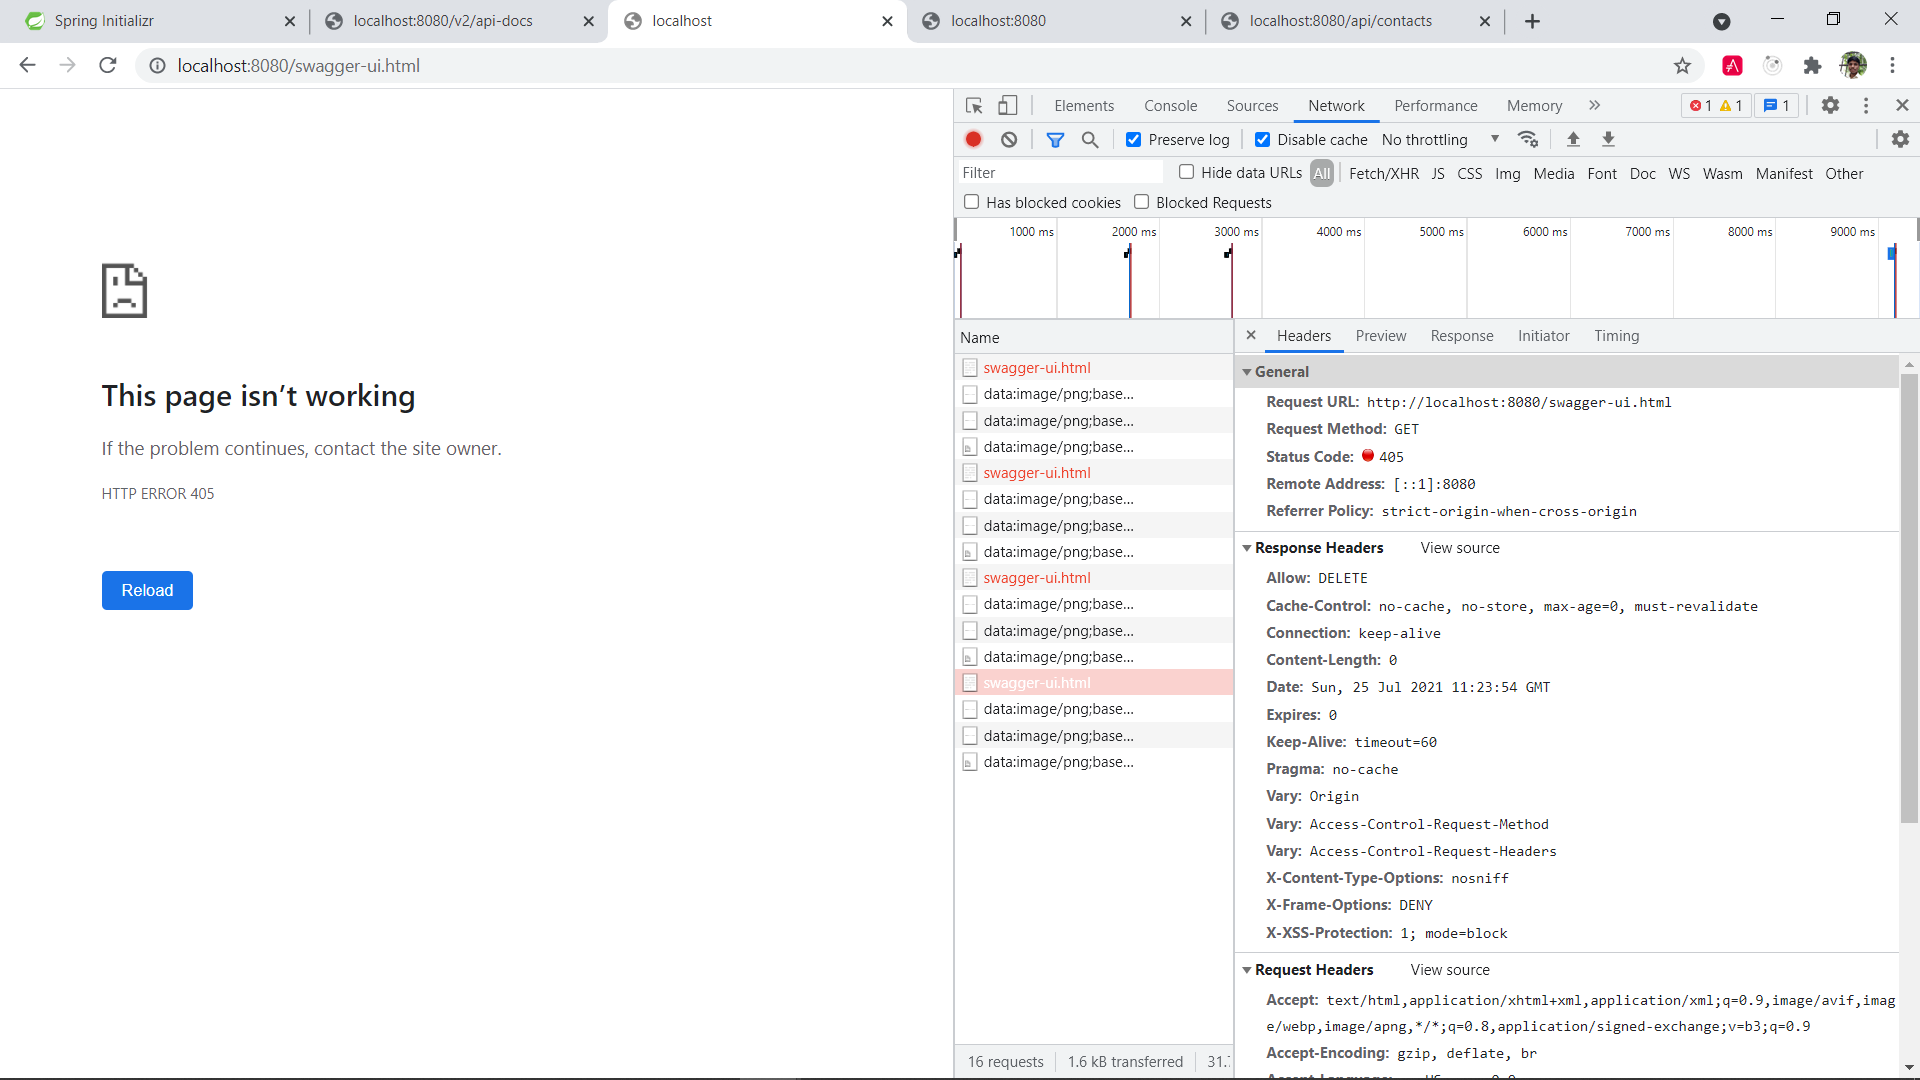 Spring Initializr
localhost:8080/v2/api-docs
localhost
localhost:8080
localhost:8080/api/contacts
localhost:8080/swagger-ui.html
This page isn’t working
If the problem continues, contact the site owner.
HTTP ERROR 405
Reload
Elements Console Sources Network Performance Memory 1 1 1
Preserve log Disable cache No throttling
Filter Hide data URLs All Fetch/XHR JS CSS Img Media Font Doc WS Wasm Manifest Other
Has blocked cookies Blocked Requests
1000 ms 2000 ms 3000 ms 4000 ms 5000 ms 6000 ms 7000 ms 8000 ms 9000 ms
Name
swagger-ui.html
data:image/png;base...
data:image/png;base...
data:image/png;base...
swagger-ui.html
data:image/png;base...
data:image/png;base...
data:image/png;base...
swagger-ui.html
data:image/png;base...
data:image/png;base...
data:image/png;base...
swagger-ui.html
data:image/png;base...
data:image/png;base...
data:image/png;base...
16 requests 1.6 kB transferred 31.
Headers Preview Response Initiator Timing
General
Request URL: http://localhost:8080/swagger-ui.html
Request Method: GET
Status Code: 405
Remote Address: [::1]:8080
Referrer Policy: strict-origin-when-cross-origin
Response Headers View source
Allow: DELETE
Cache-Control: no-cache, no-store, max-age=0, must-revalidate
Connection: keep-alive
Content-Length: 0
Date: Sun, 25 Jul 2021 11:23:54 GMT
Expires: 0
Keep-Alive: timeout=60
Pragma: no-cache
Vary: Origin
Vary: Access-Control-Request-Method
Vary: Access-Control-Request-Headers
X-Content-Type-Options: nosniff
X-Frame-Options: DENY
X-XSS-Protection: 1; mode=block
Request Headers View source
Accept: text/html,application/xhtml+xml,application/xml;q=0.9,image/avif,imag
e/webp,image/apng,*/*;q=0.8,application/signed-exchange;v=b3;q=0.9
Accept-Encoding: gzip, deflate, br